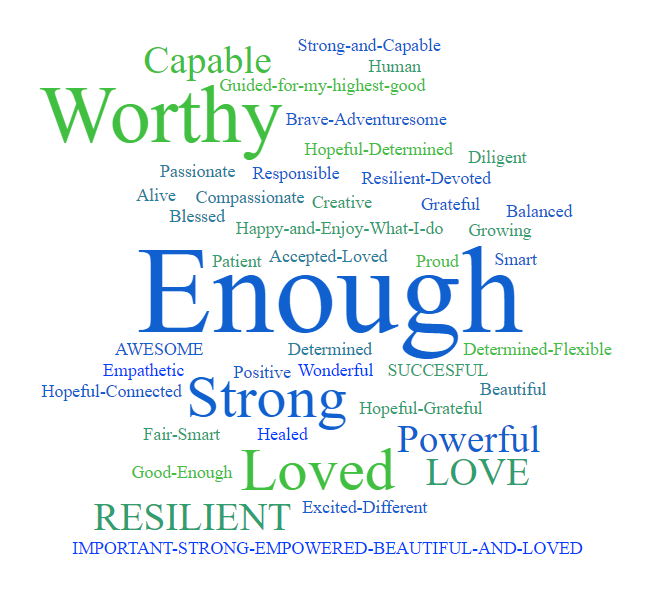 Strong-and-Capable
Capable
Human
Guided-for-my-highest-good
Worthy
Brave-Adventuresome
Hopeful-Determined
Diligent
Passionate Responsible Resilient-Devoted
Alive Compassionate Creative Grateful Balanced
Blessed
Happy-and-Enjoy-What-I-do Growing
Patient Accepted-Loved Proud Smart
Enough
AWESOME Determined Determined-Flexible
Empathetic Positive Wonderful SUCCESFUL
Hopeful-Connected Strong Beautiful
Hopeful-Grateful
Fair-Smart Healed Powerful
Good-Enough Loved LOVE
RESILIENT Excited-Different
IMPORTANT-STRONG-EMPOWERED-BEAUTIFUL-AND-LOVED